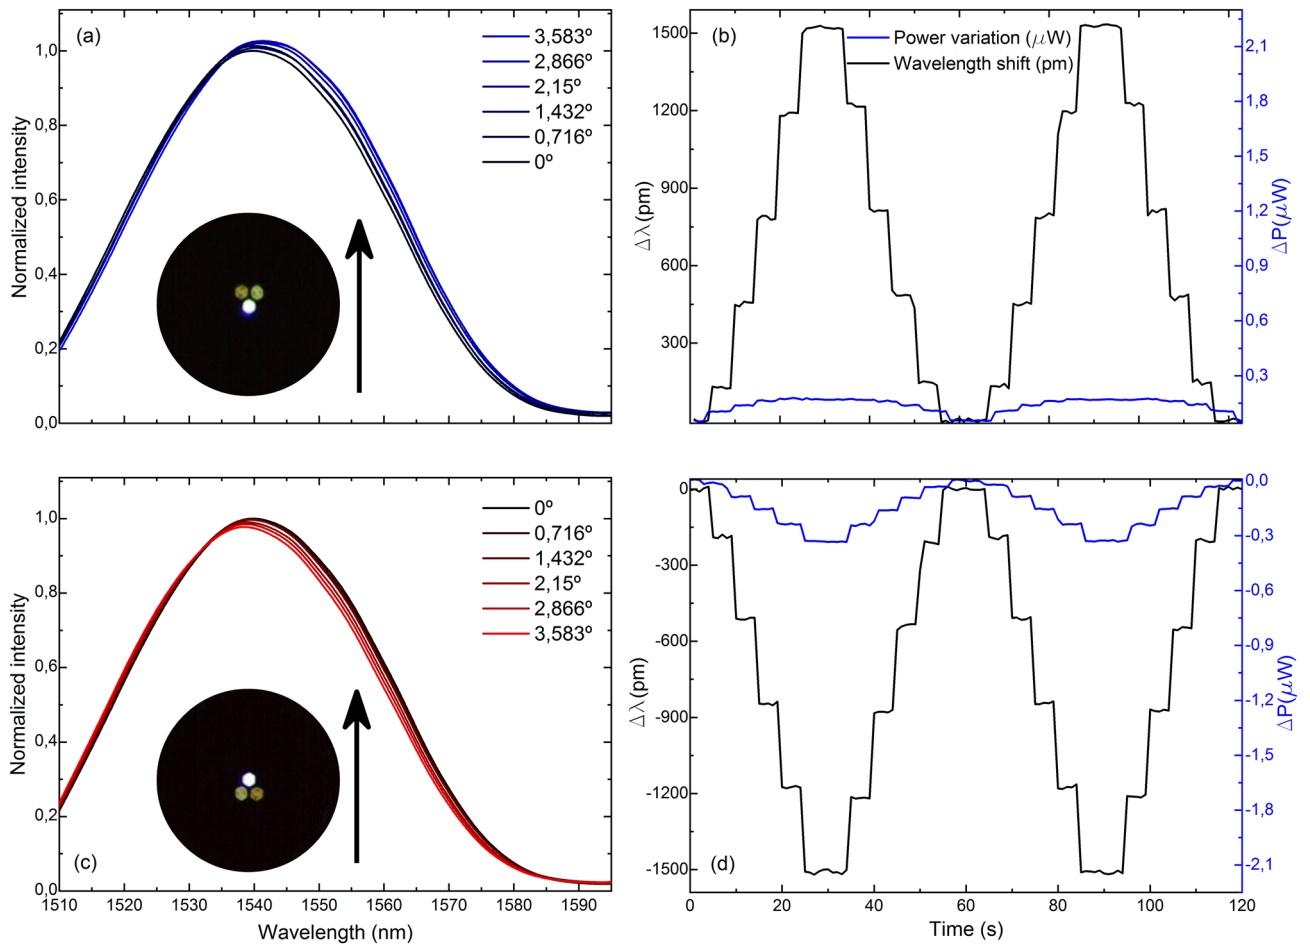 (a)
3,583º
2,866º
2,15º
1,432º
0,716º
0º
1,0
0,8
0,6
0,4
0,2
0,0
Normalized intensity
(b)
Power variation (μW)
Wavelength shift (pm)
1500
1200
900
600
300
Δλ(pm)
2,1
1,8
1,5
1,2
0,9
0,6
0,3
ΔP(μW)
(c)
0º
0,716º
1,432º
2,15º
2,866º
3,583º
1,0
0,8
0,6
0,4
0,2
0,0
Normalized intensity
1510 1520 1530 1540 1550 1560 1570 1580 1590
Wavelength (nm)
(d)
0
-300
-600
-900
-1200
-1500
Δλ(pm)
0,0
-0,3
-0,6
-0,9
-1,2
-1,5
-1,8
-2,1
ΔP(μW)
0 20 40 60 80 100 120
Time (s)